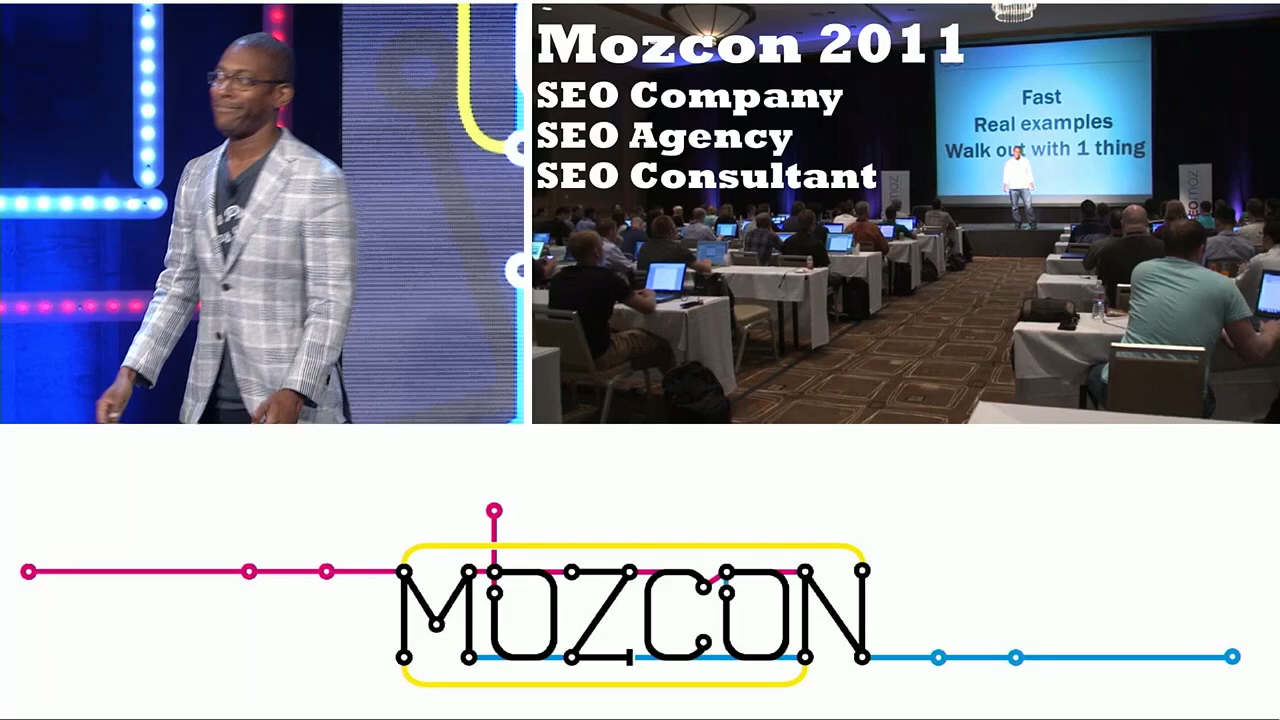 Mozcon 2011
SEO Company
SEO Agency
SEO Consultant
Fast
Real examples
Walk out with 1 thing
MOZCON